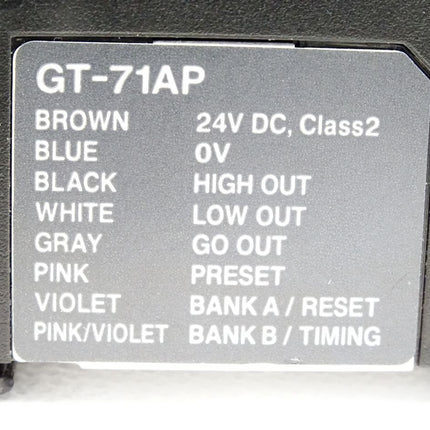 GT-71AP
BROWN 24V DC, Class2
BLUE 0V
BLACK HIGH OUT
WHITE LOW OUT
GRAY GO OUT
PINK PRESET
VIOLET BANK A / RESET
PINK/VIOLET BANK B / TIMING